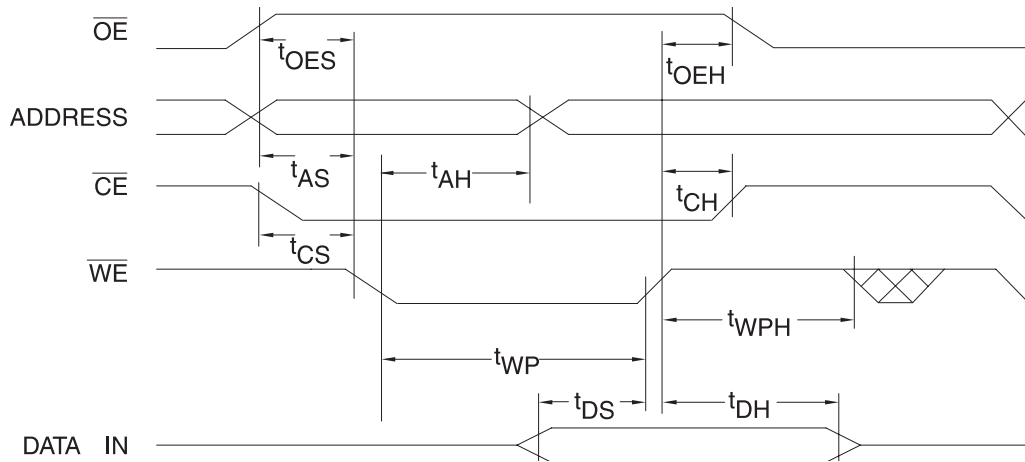 OE
tOES
tOEH
ADDRESS
tAS
tAH
CE
tCH
tCS
WE
tWPH
tWP
tDS
tDH
DATA IN